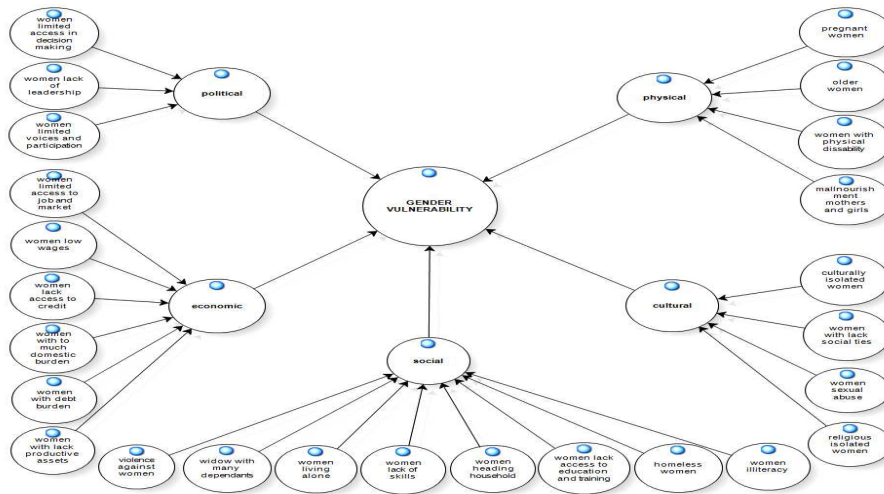 women
limited
access in
decision
making
women lack
of
leadership
women
limited
voices and
participation
political
women
limited
access to
job and
market
women low
wages
women
lack
access to
credit
women
with to
much
domestic
burden
women
with debt
burden
women
with lack
productive
assets
economic
GENDER
VULNERABILITY
social
violence
against
women
widow with
many
dependants
women
living
alone
women
lack of
skills
women
heading
household
women lack
access to
education
and training
homeless
women
women
illiteracy
physical
pregnant
women
older
women
women with
physical
dissability
mallnourish
ment
mothers
and girls
cultural
culturally
isolated
women
women
with lack
social ties
women
sexual
abuse
religious
isolated
women